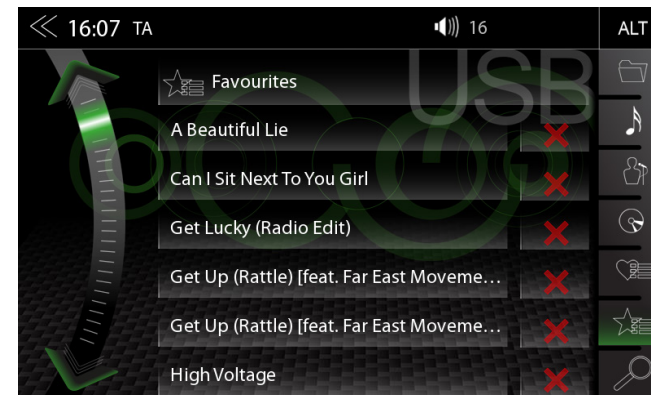 16:07 TA 16 ALT
USB
Favourites
A Beautiful Lie
Can I Sit Next To You Girl
Get Lucky (Radio Edit)
Get Up (Rattle) [feat. Far East Moveme...
Get Up (Rattle) [feat. Far East Moveme...
High Voltage